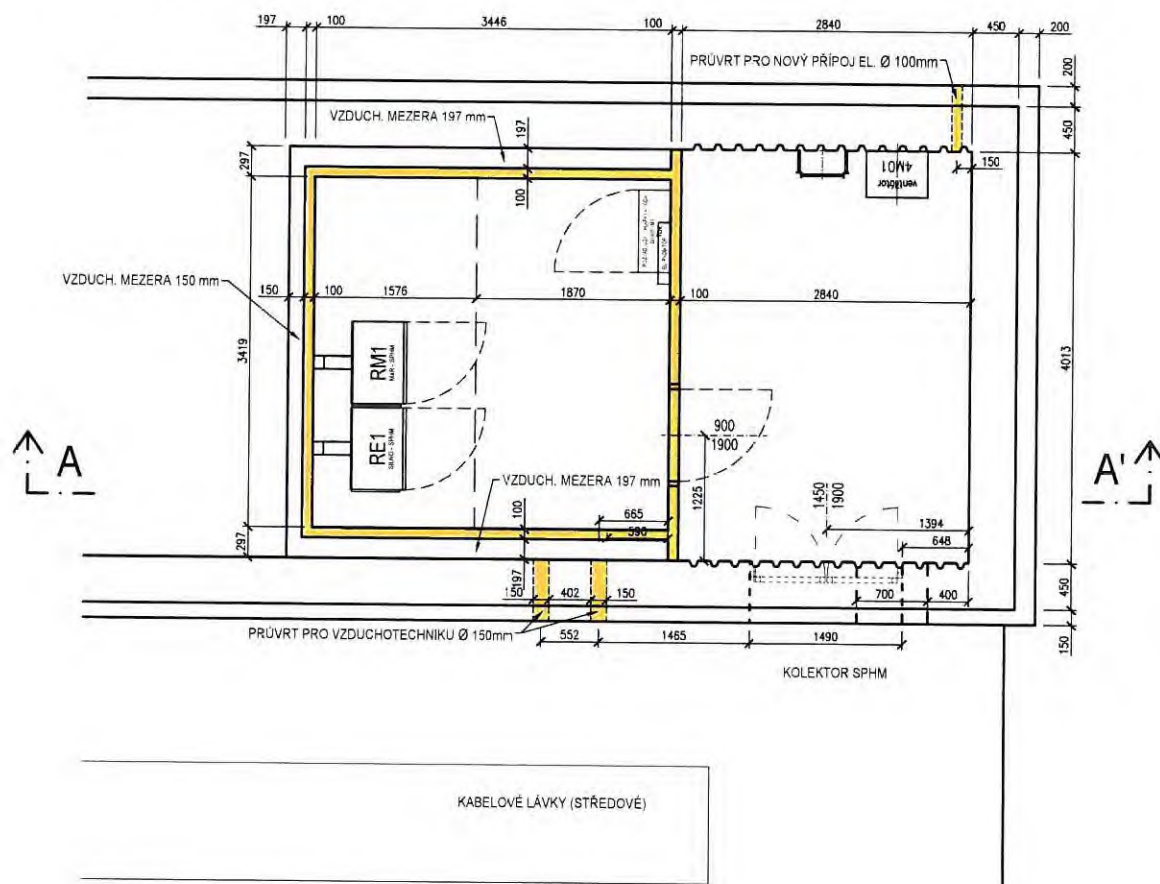 197 100 3446 100 2840 450 200
PRŮVRT PRO NOVÝ PŘÍPOJ EL. Ø 100mm
200
VZDUCH. MEZERA 197 mm
197
450
297
150
4M01
ventilátor
100
VZDUCH. MEZERA 150 mm
150 100 1576 1870 100 2840
3419
4013
RM1
MAR - SPHM
RE1
900
1900
A
A'
VZDUCH. MEZERA 197 mm
1225
1450
1900
665
100
590
1394
648
297
197
150 402 150
700 400
450
PRŮVRT PRO VZDUCHOTECHNIKU Ø 150mm
552 1465 1490
150
KOLEKTOR SPHM
KABELOVÉ LÁVKY (STŘEDOVÉ)